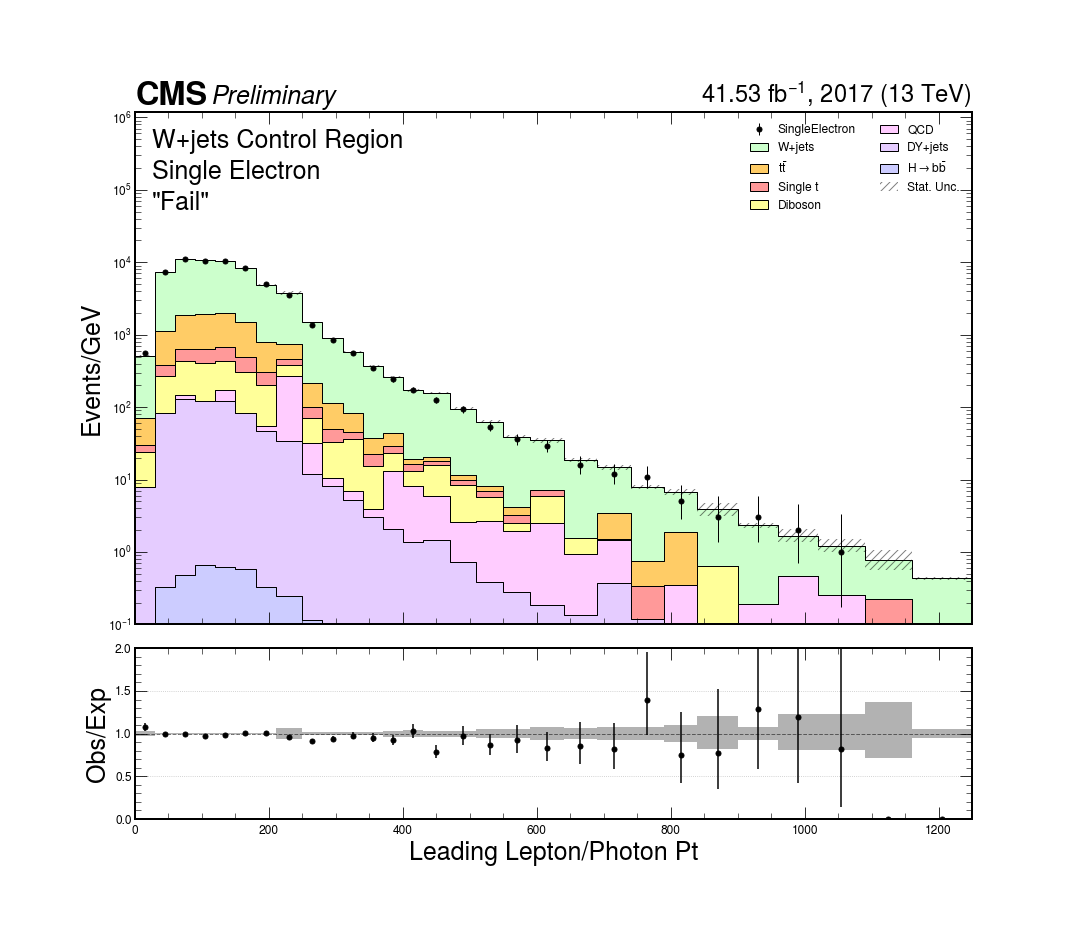 CMS Preliminary
41.53 fb⁻¹, 2017 (13 TeV)
W+jets Control Region
Single Electron
"Fail"
SingleElectron
W+jets
tt̄
Single t
Diboson
QCD
DY+jets
H→bb̄
Stat. Unc.
Events/GeV
10⁶
10⁵
10⁴
10³
10²
10¹
10⁰
10⁻¹
Obs/Exp
2.0
1.5
1.0
0.5
0.0
0 200 400 600 800 1000 1200
Leading Lepton/Photon Pt